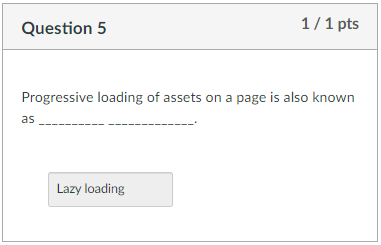 Question 5
1 / 1 pts
Progressive loading of assets on a page is also known
as __________ _____________.
Lazy loading